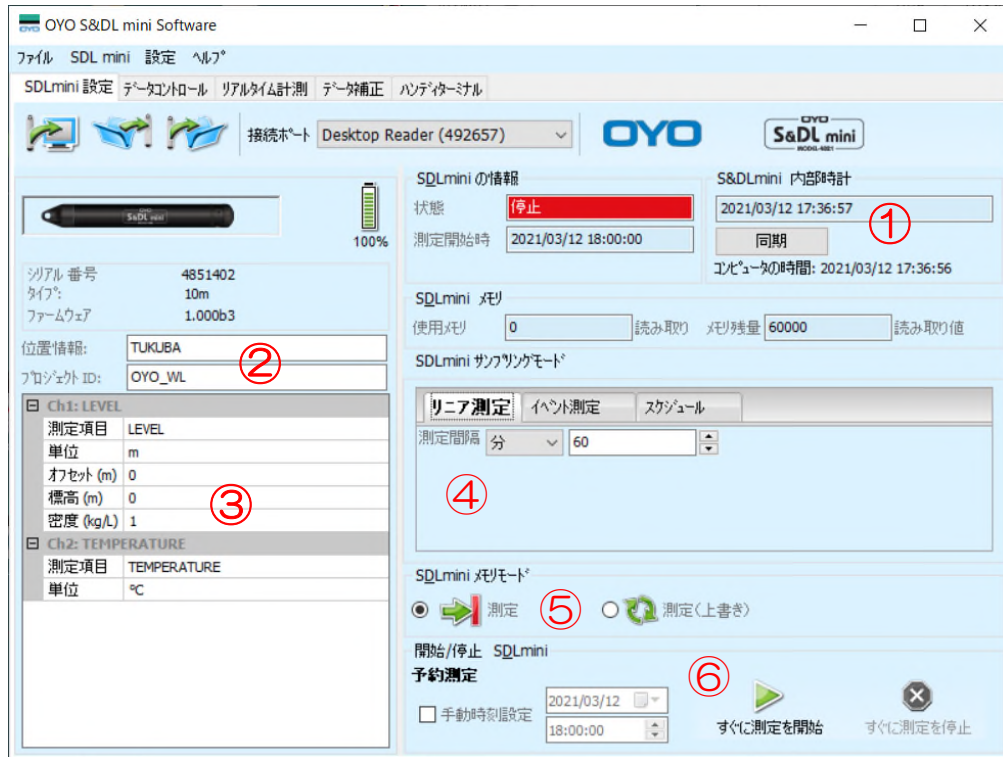 OYO S&DL mini Software
ファイル SDL mini 設定 ヘルプ
SDLmini 設定 データコントロール リアルタイム計測 データ補正 ハンディターミナル
接続ポート Desktop Reader (492657)
OYO
OYO
S&DL mini
MODEL-4851
OYO
S&DL mini
100%
シリアル 番号 4851402
タイプ: 10m
ファームウェア 1.000b3
位置情報: TUKUBA
プロジェクト ID: OYO_WL
②
Ch1: LEVEL
測定項目 LEVEL
単位 m
オフセット (m) 0
標高 (m) 0
密度 (kg/L) 1
③
Ch2: TEMPERATURE
測定項目 TEMPERATURE
単位 ºC
SDLmini の情報
状態 停止
測定開始時 2021/03/12 18:00:00
S&DLmini 内部時計
2021/03/12 17:36:57
①
同期
コンピュータの時間: 2021/03/12 17:36:56
SDLmini メモリ
使用メモリ 0 読み取り メモリ残量 60000 読み取り値
SDLmini サンプリングモード
リニア測定 イベント測定 スケジュール
測定間隔 分 60
④
SDLmini メモリモード
測定 ⑤ 測定(上書き)
開始/停止 SDLmini
予約測定
手動時刻設定
2021/03/12
18:00:00
⑥
すぐに測定を開始 すぐに測定を停止